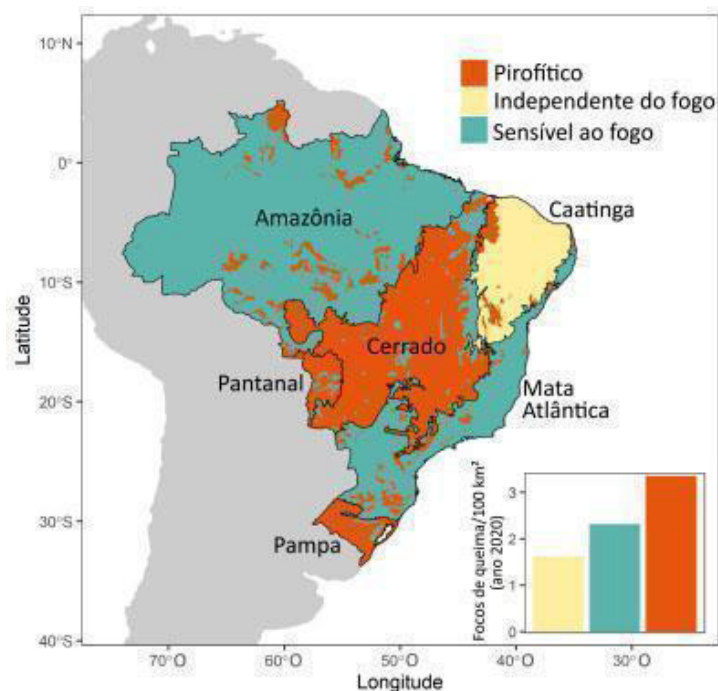 10°N
0°
10°S
20°S
30°S
40°S
Latitude
70°O
60°O
50°O
40°O
30°O
Longitude
Pirofítico
Independente do fogo
Sensível ao fogo
Amazônia
Caatinga
Cerrado
Pantanal
Mata
Atlântica
Pampa
Focos de queima/100 km²
(ano 2020)
3
2
1
0